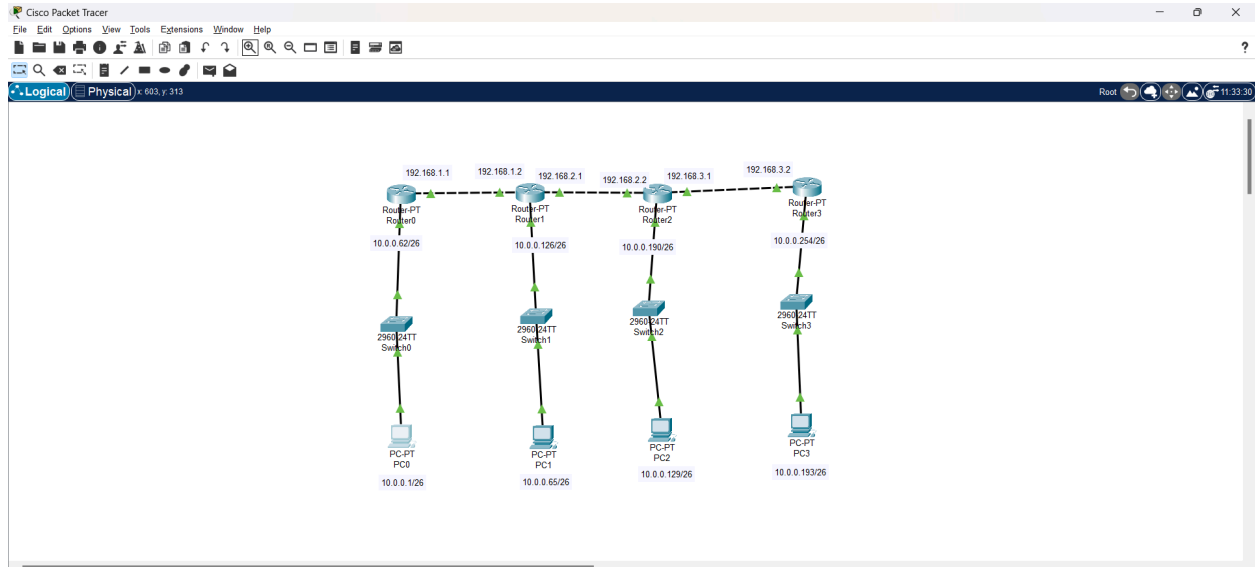 Cisco Packet Tracer
File Edit Options View Tools Extensions Window Help
?
Logical Physical x: 603, y: 313 Root 11:33:30
192.168.1.1 192.168.1.2 192.168.2.1 192.168.2.2 192.168.3.1 192.168.3.2
Router-PT
Router0
Router-PT
Router1
Router-PT
Router2
Router-PT
Router3
10.0.0.62/26 10.0.0.126/26 10.0.0.190/26 10.0.0.254/26
2960-24TT
Switch0
2960-24TT
Switch1
2960-24TT
Switch2
2960-24TT
Switch3
PC-PT
PC0
PC-PT
PC1
PC-PT
PC2
PC-PT
PC3
10.0.0.1/26 10.0.0.65/26 10.0.0.129/26 10.0.0.193/26